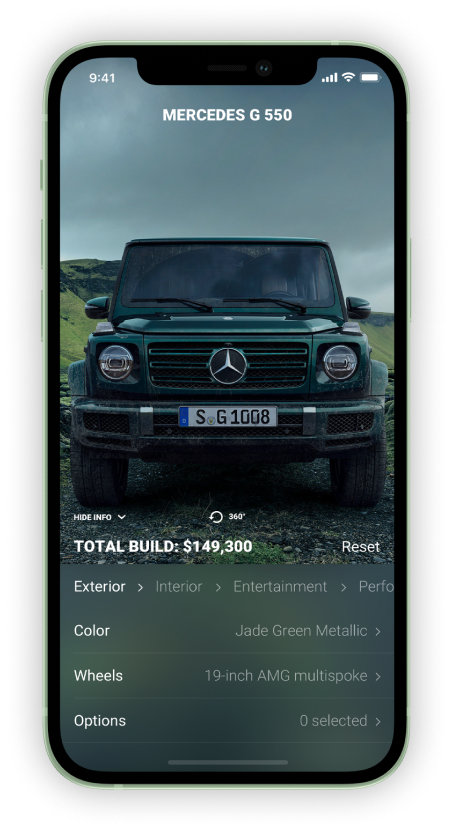 9:41
MERCEDES G 550
S G 1008
HIDE INFO
360°
TOTAL BUILD: $149,300
Reset
Exterior > Interior > Entertainment > Perfo
Color
Jade Green Metallic >
Wheels
19-inch AMG multispoke >
Options
0 selected >